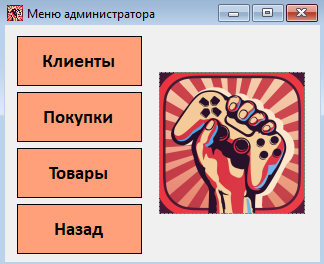 Меню администратора
Клиенты
Покупки
Товары
Назад